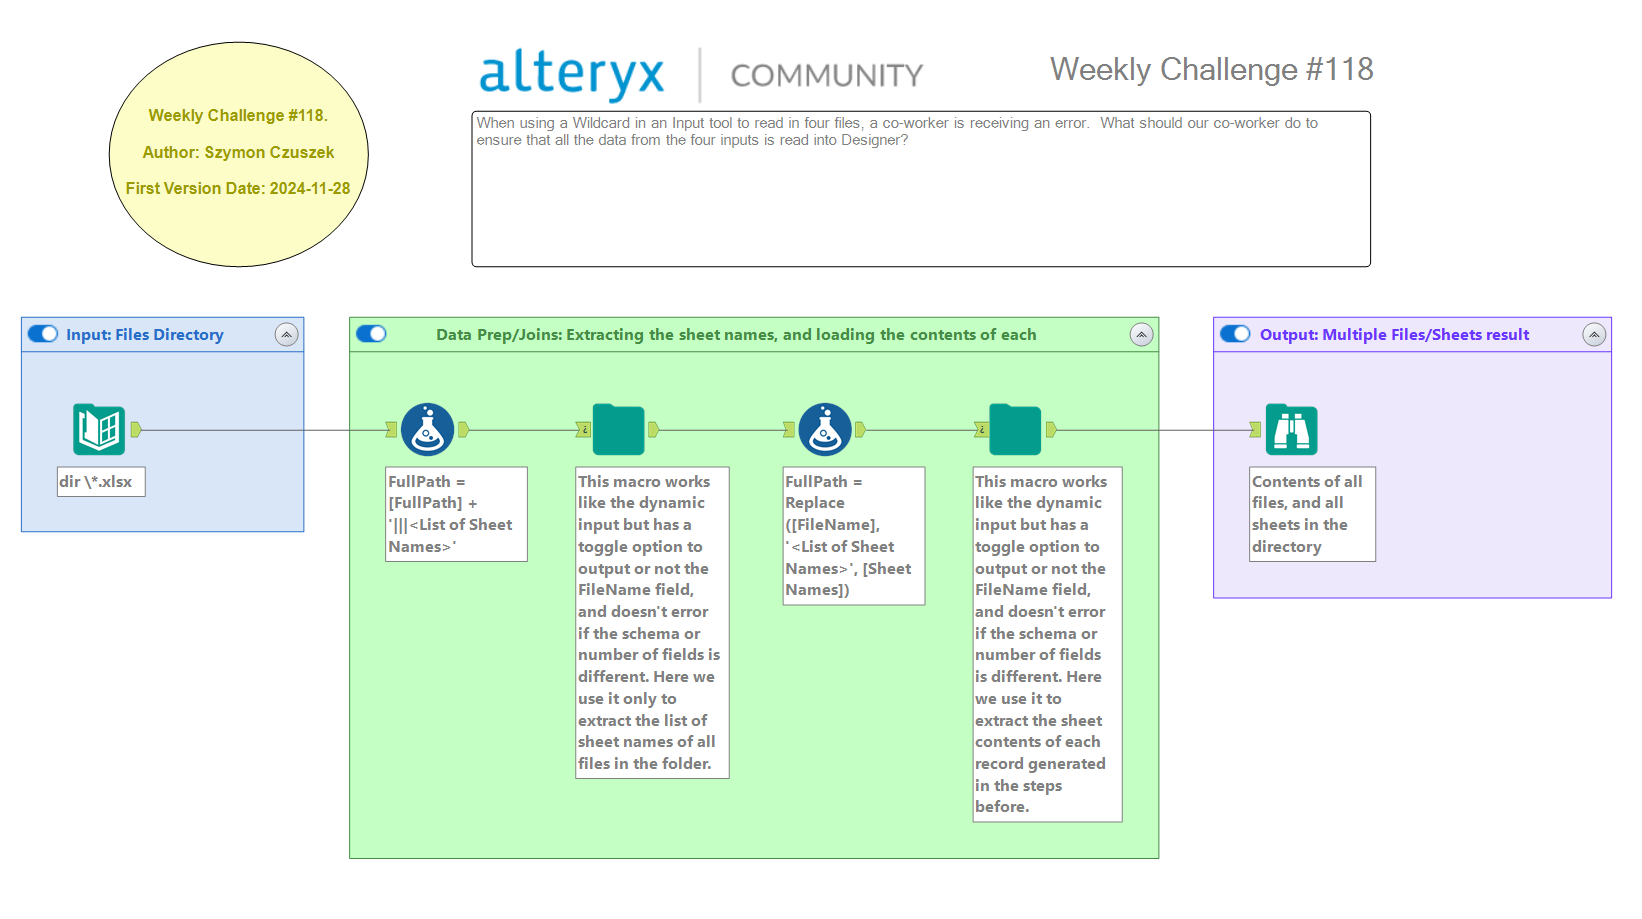 Weekly Challenge #118.
Author: Szymon Czuszek
First Version Date: 2024-11-28
alteryx | COMMUNITY
Weekly Challenge #118
When using a Wildcard in an Input tool to read in four files, a co-worker is receiving an error.  What should our co-worker do to
ensure that all the data from the four inputs is read into Designer?
Input: Files Directory
dir \*.xlsx
Data Prep/Joins: Extracting the sheet names, and loading the contents of each
FullPath =
[FullPath] +
'|||<List of Sheet
Names>'
¿
This macro works
like the dynamic
input but has a
toggle option to
output or not the
FileName field,
and doesn't error
if the schema or
number of fields is
different. Here we
use it only to
extract the list of
sheet names of all
files in the folder.
FullPath =
Replace
([FileName],
'<List of Sheet
Names>', [Sheet
Names])
¿
This macro works
like the dynamic
input but has a
toggle option to
output or not the
FileName field,
and doesn't error
if the schema or
number of fields
is different. Here
we use it to
extract the sheet
contents of each
record generated
in the steps
before.
Output: Multiple Files/Sheets result
Contents of all
files, and all
sheets in the
directory